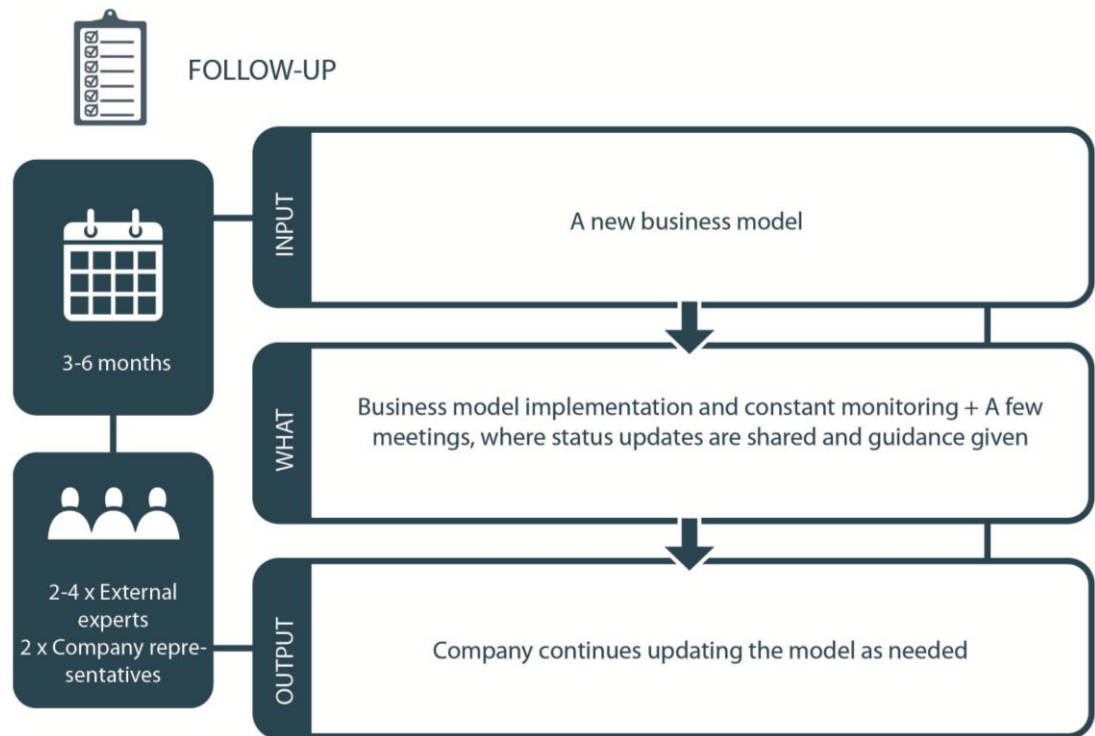 FOLLOW-UP
INPUT
A new business model
3-6 months
WHAT
Business model implementation and constant monitoring + A few
meetings, where status updates are shared and guidance given
2-4 x External
experts
2 x Company repre-
sentatives
OUTPUT
Company continues updating the model as needed